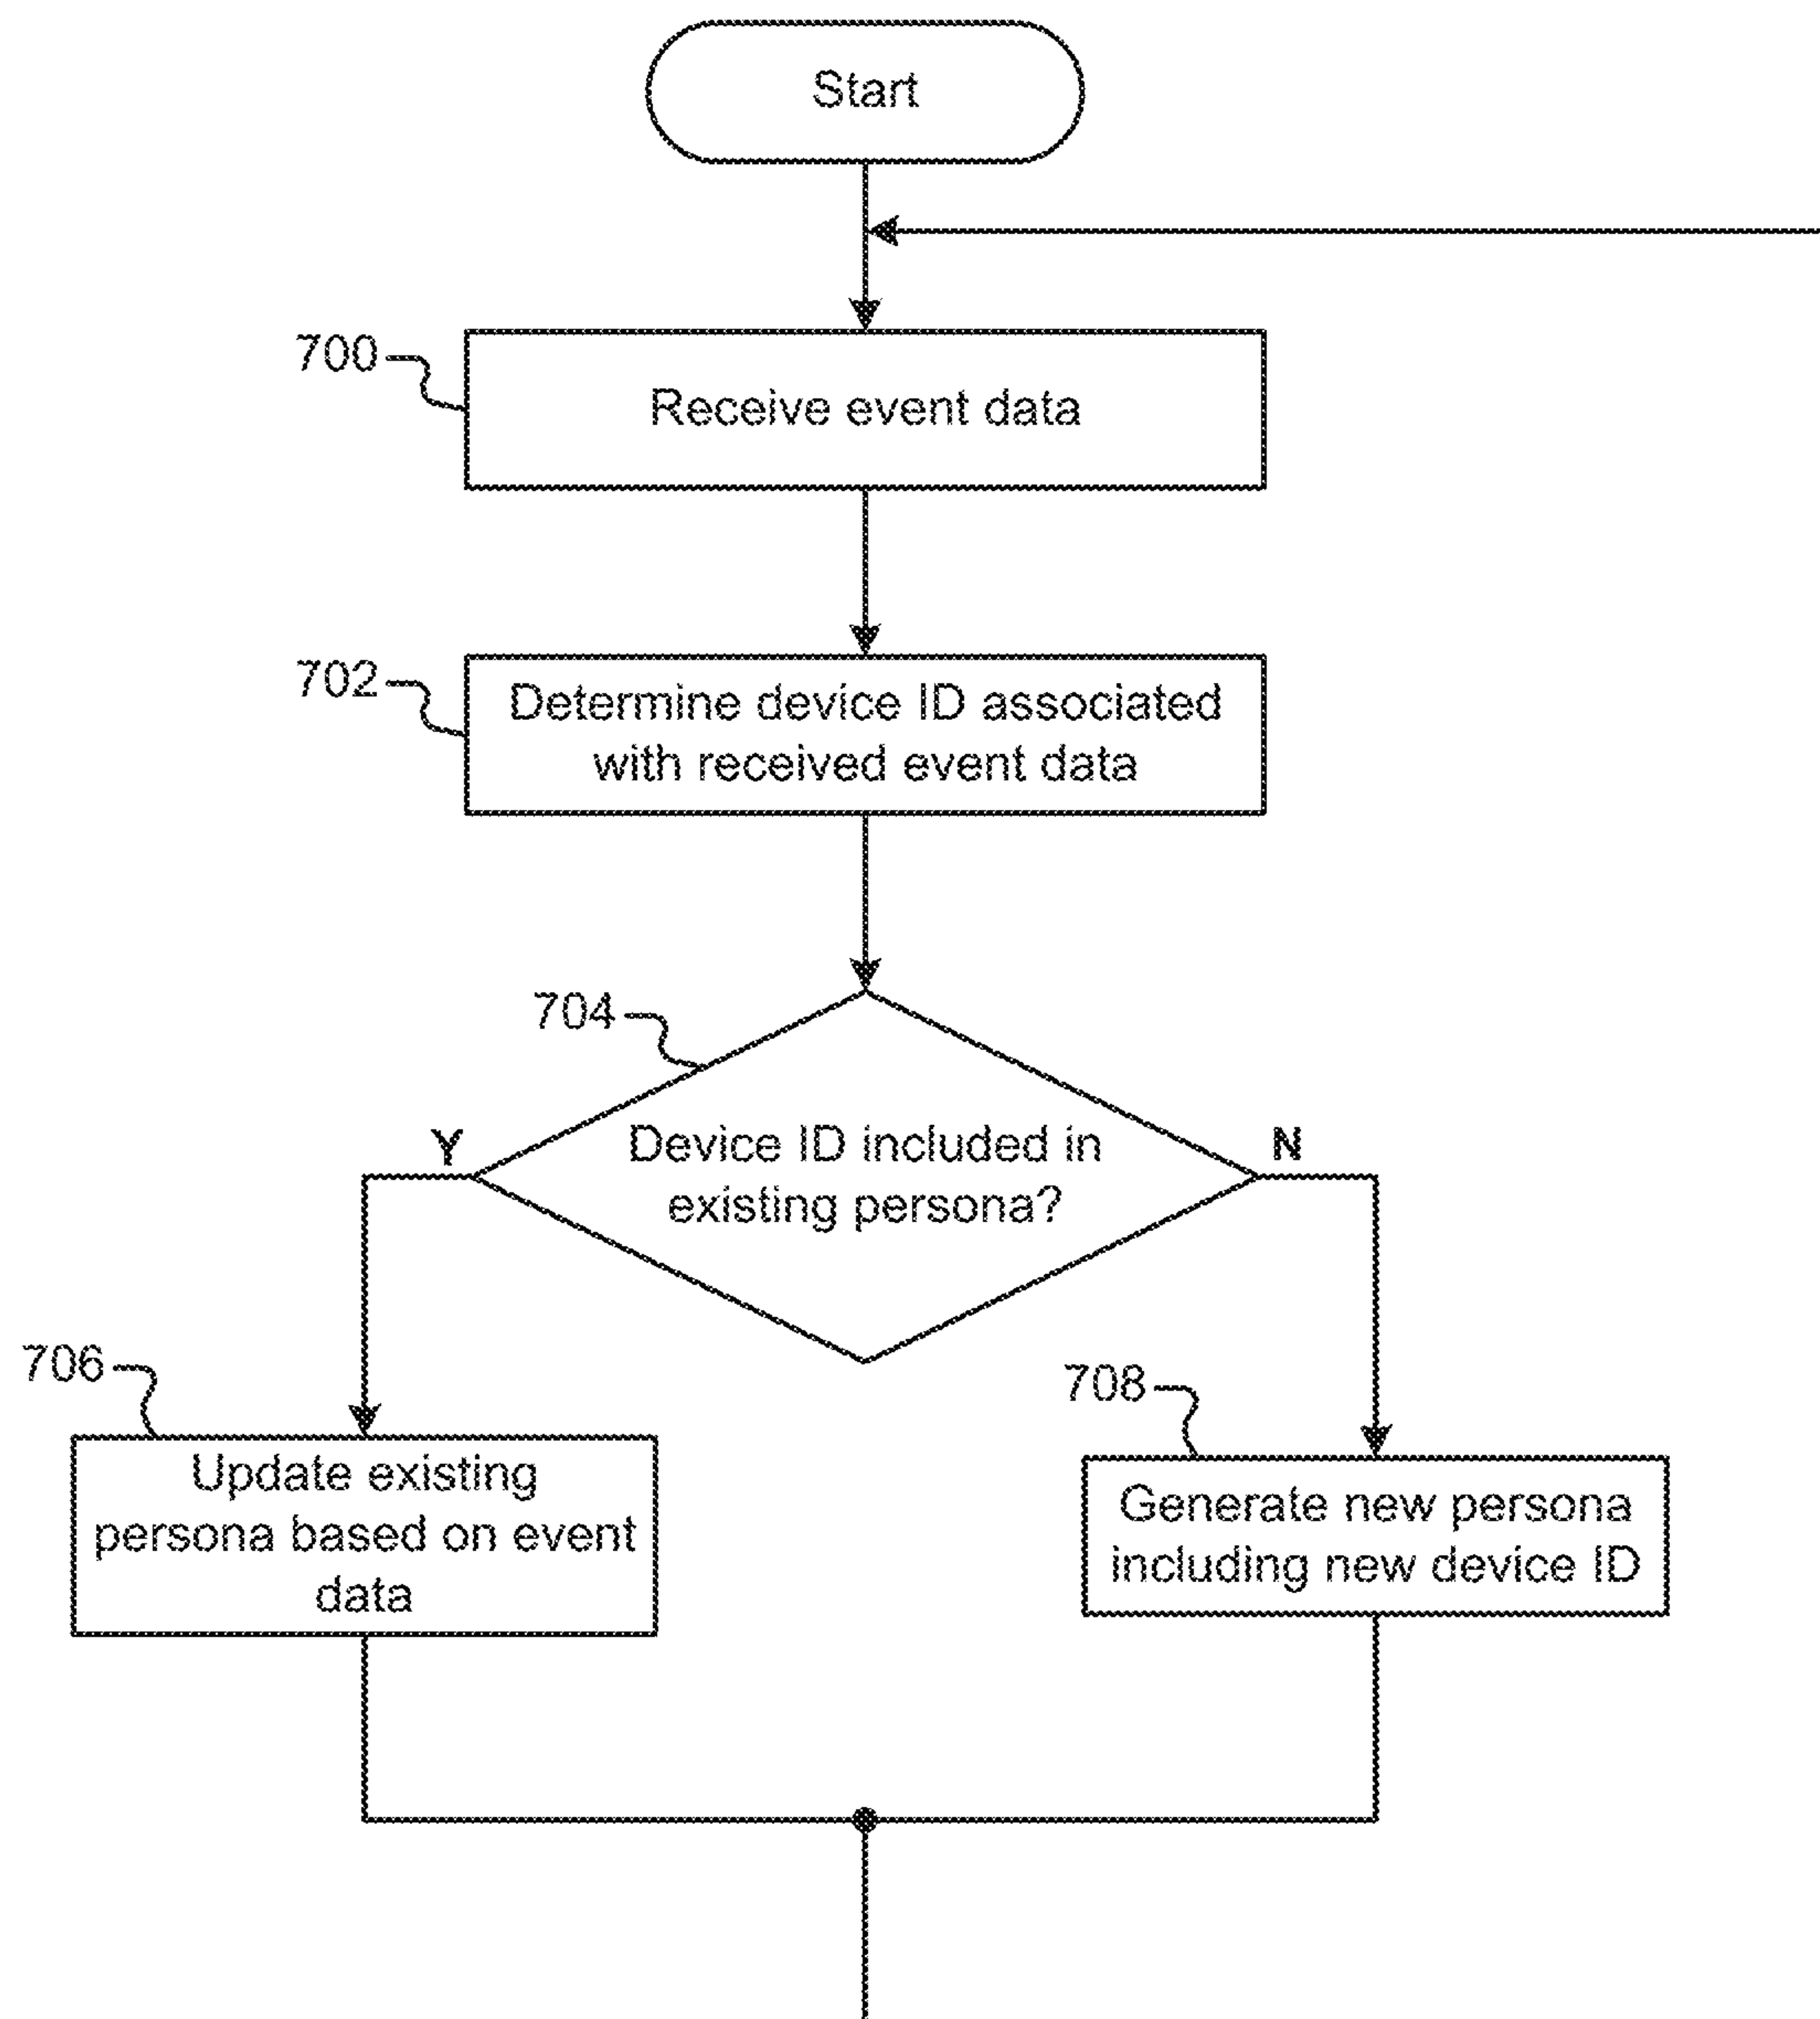 Start
700
Receive event data
702
Determine device ID associated
with received event data
704
Y
Device ID included in
existing persona?
N
706
Update existing
persona based on event
data
708
Generate new persona
including new device ID